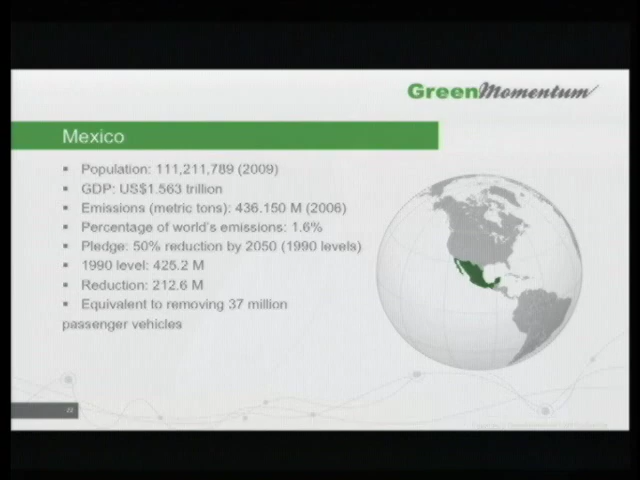 GreenMomentum
Mexico
▪ Population: 111,211,789 (2009)
▪ GDP: US$1.563 trillion
▪ Emissions (metric tons): 436.150 M (2006)
▪ Percentage of world's emissions: 1.6%
▪ Pledge: 50% reduction by 2050 (1990 levels)
▪ 1990 level: 425.2 M
▪ Reduction: 212.6 M
▪ Equivalent to removing 37 million
passenger vehicles